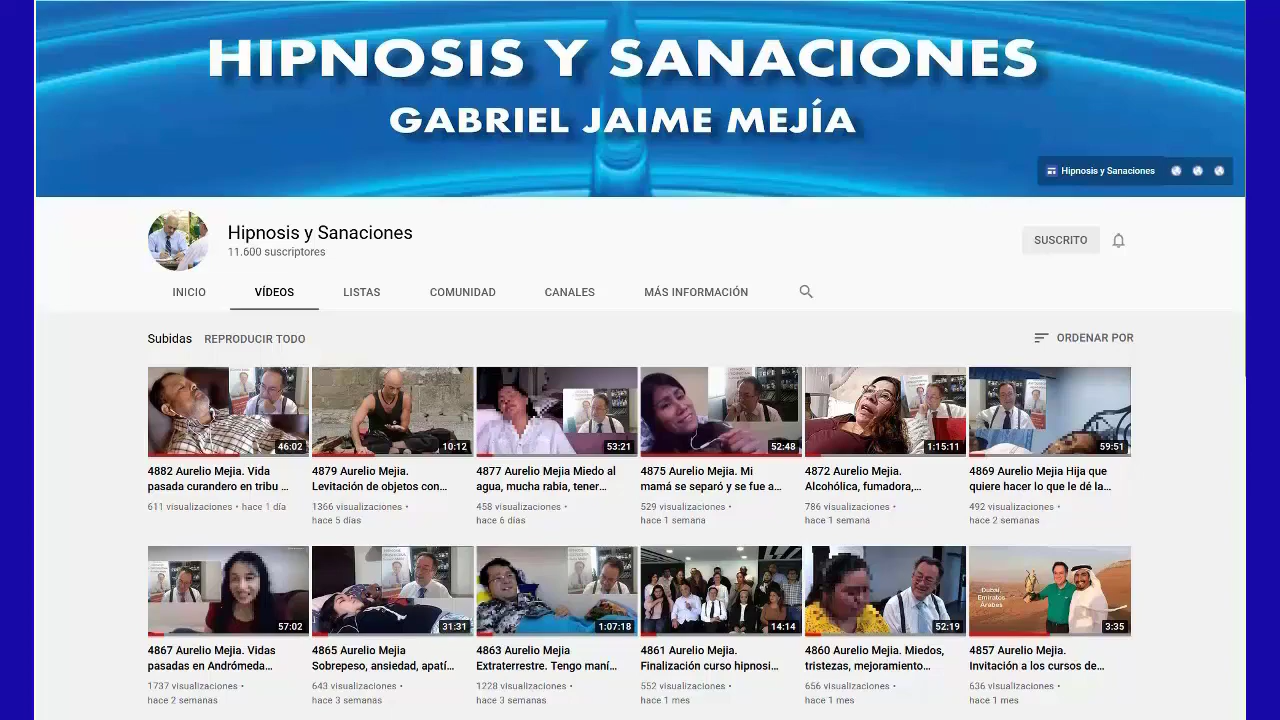 HIPNOSIS Y SANACIONES
GABRIEL JAIME MEJÍA
Hipnosis y Sanaciones
Hipnosis y Sanaciones
11.600 suscriptores
SUSCRITO
INICIO VÍDEOS LISTAS COMUNIDAD CANALES MÁS INFORMACIÓN
Subidas REPRODUCIR TODO ORDENAR POR
46:02 10:12 53:21 52:48 1:15:11 59:51
4882 Aurelio Mejia. Vida
pasada curandero en tribu ...
611 visualizaciones • hace 1 día
4879 Aurelio Mejia.
Levitación de objetos con...
1366 visualizaciones •
hace 5 días
4877 Aurelio Mejia Miedo al
agua, mucha rabia, tener...
458 visualizaciones •
hace 6 días
4875 Aurelio Mejia. Mi
mamá se separó y se fue a...
529 visualizaciones •
hace 1 semana
4872 Aurelio Mejia.
Alcohólica, fumadora,...
786 visualizaciones •
hace 1 semana
4869 Aurelio Mejia Hija que
quiere hacer lo que le dé la...
492 visualizaciones •
hace 2 semanas
Dubai,
Emiratos
Arabes
57:02 31:31 1:07:18 14:14 52:19 3:35
4867 Aurelio Mejia. Vidas
pasadas en Andrómeda...
1737 visualizaciones •
hace 2 semanas
4865 Aurelio Mejia
Sobrepeso, ansiedad, apatí...
643 visualizaciones •
hace 3 semanas
4863 Aurelio Mejia
Extraterrestre. Tengo maní...
1228 visualizaciones •
hace 3 semanas
4861 Aurelio Mejia.
Finalización curso hipnosi...
552 visualizaciones •
hace 1 mes
4860 Aurelio Mejia. Miedos,
tristezas, mejoramiento...
656 visualizaciones •
hace 1 mes
4857 Aurelio Mejia.
Invitación a los cursos de...
636 visualizaciones •
hace 1 mes